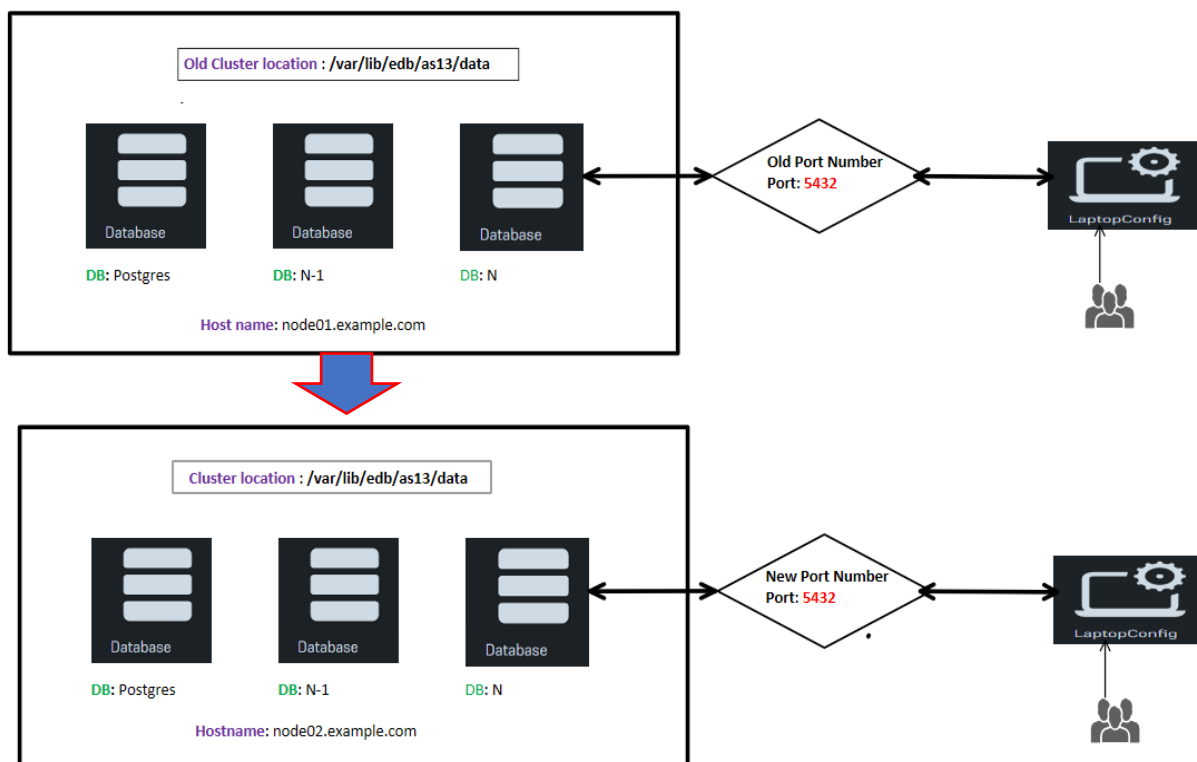 Old Cluster location : /var/lib/edb/as13/data
Database
Database
Database
DB: Postgres
DB: N-1
DB: N
Host name: node01.example.com
Old Port Number
Port: 5432
LaptopConfig
Cluster location : /var/lib/edb/as13/data
Database
Database
Database
DB: Postgres
DB: N-1
DB: N
Hostname: node02.example.com
New Port Number
Port: 5432
LaptopConfig